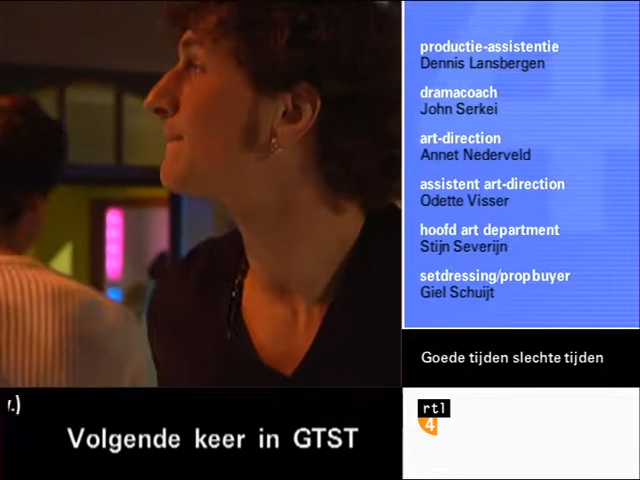 productie-assistentie
Dennis Lansbergen
dramacoach
John Serkei
art-direction
Annet Nederveld
assistent art-direction
Odette Visser
hoofd art department
Stijn Severijn
setdressing/propbuyer
Giel Schuijt
Goede tijden slechte tijden
Volgende keer in GTST
rtl
4